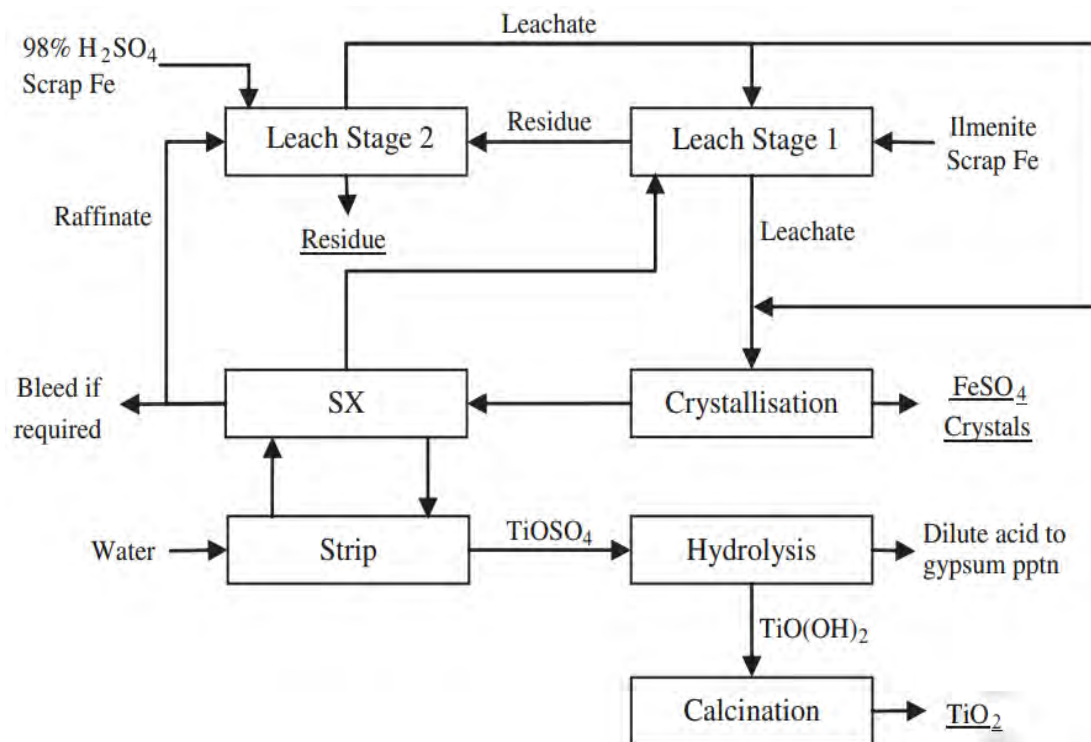 Leachate
98% H₂SO₄
Scrap Fe
Leach Stage 2
Residue
Leach Stage 1
Ilmenite
Scrap Fe
Raffinate
Residue
Leachate
Bleed if
required
SX
Crystallisation
FeSO₄
Crystals
Water
Strip
TiOSO₄
Hydrolysis
Dilute acid to
gypsum pptn
TiO(OH)₂
Calcination
TiO₂